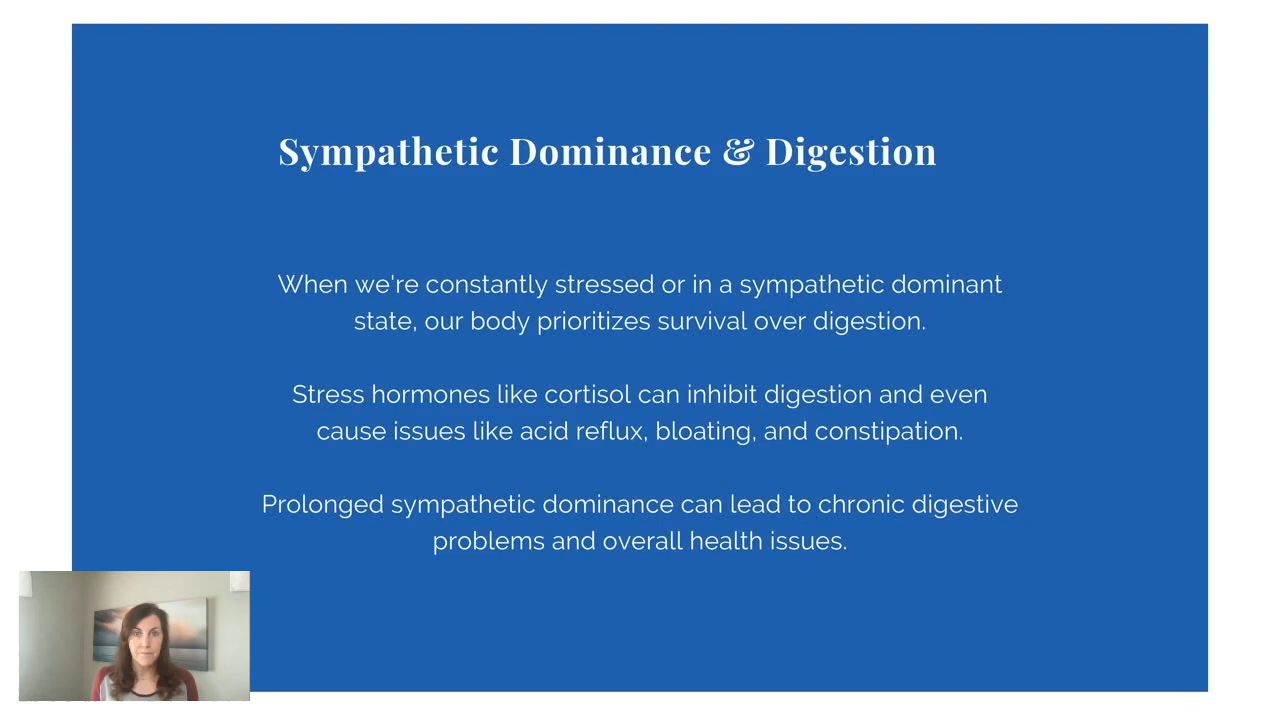 Sympathetic Dominance & Digestion
When we're constantly stressed or in a sympathetic dominant
state, our body prioritizes survival over digestion.
Stress hormones like cortisol can inhibit digestion and even
cause issues like acid reflux, bloating, and constipation.
Prolonged sympathetic dominance can lead to chronic digestive
problems and overall health issues.